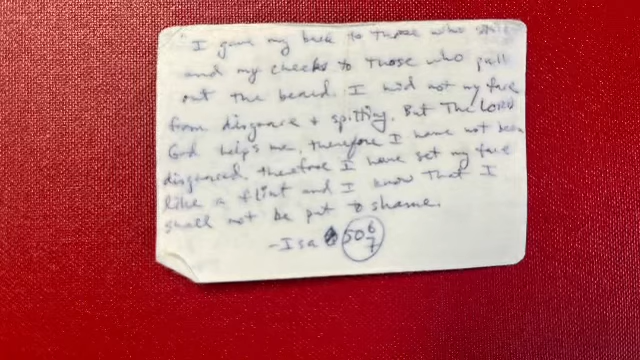 "I gave my back to those who strike
and my cheeks to those who pull
out the beard. I hid not my face
from disgrace + spitting. But The LORD
God helps me, therefore I have not been
disgraced. Therefore I have set my face
like a flint and I know that I
shall not be put to shame.
-Isa 50 6
7